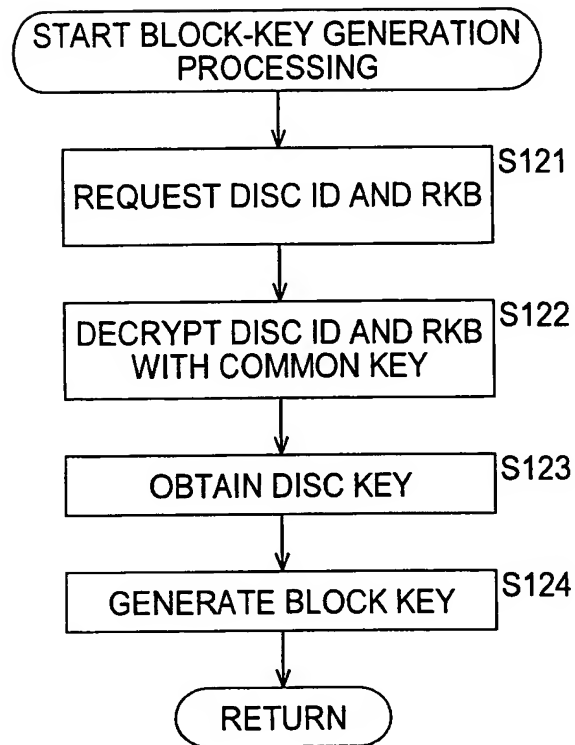 START BLOCK-KEY GENERATION
PROCESSING
S121
REQUEST DISC ID AND RKB
S122
DECRYPT DISC ID AND RKB
WITH COMMON KEY
S123
OBTAIN DISC KEY
S124
GENERATE BLOCK KEY
RETURN